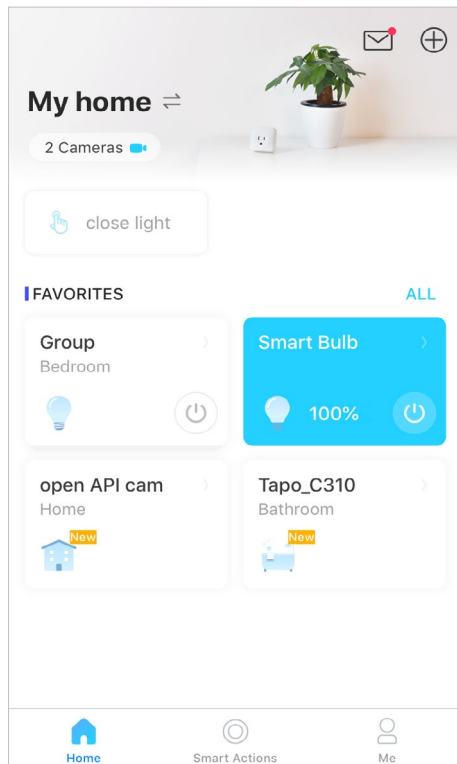 My home
2 Cameras
close light
FAVORITES
ALL
Group
Bedroom
Smart Bulb
100%
open API cam
Home
New
Tapo_C310
Bathroom
New
Home
Smart Actions
Me